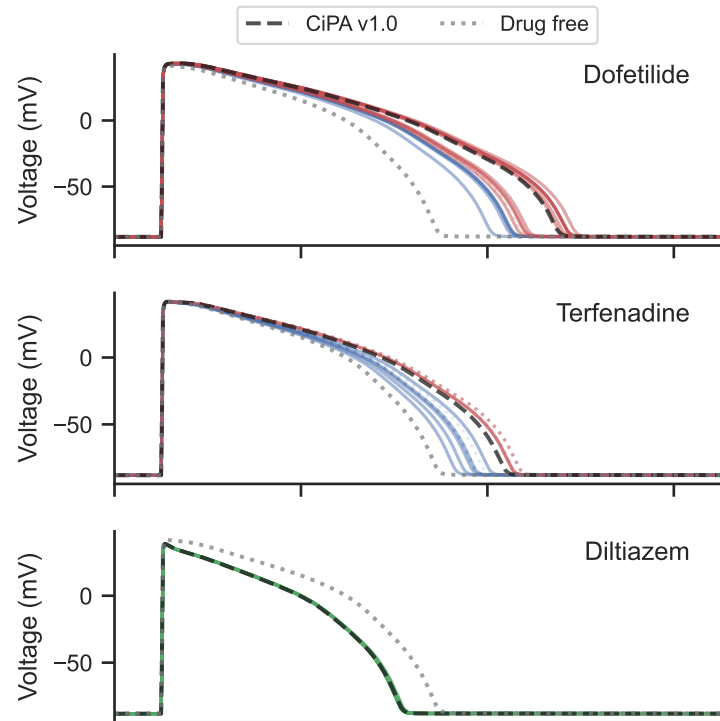 CiPA v1.0 Drug free
Dofetilide
Voltage (mV)
0
−50
Terfenadine
Voltage (mV)
0
−50
Diltiazem
Voltage (mV)
0
−50